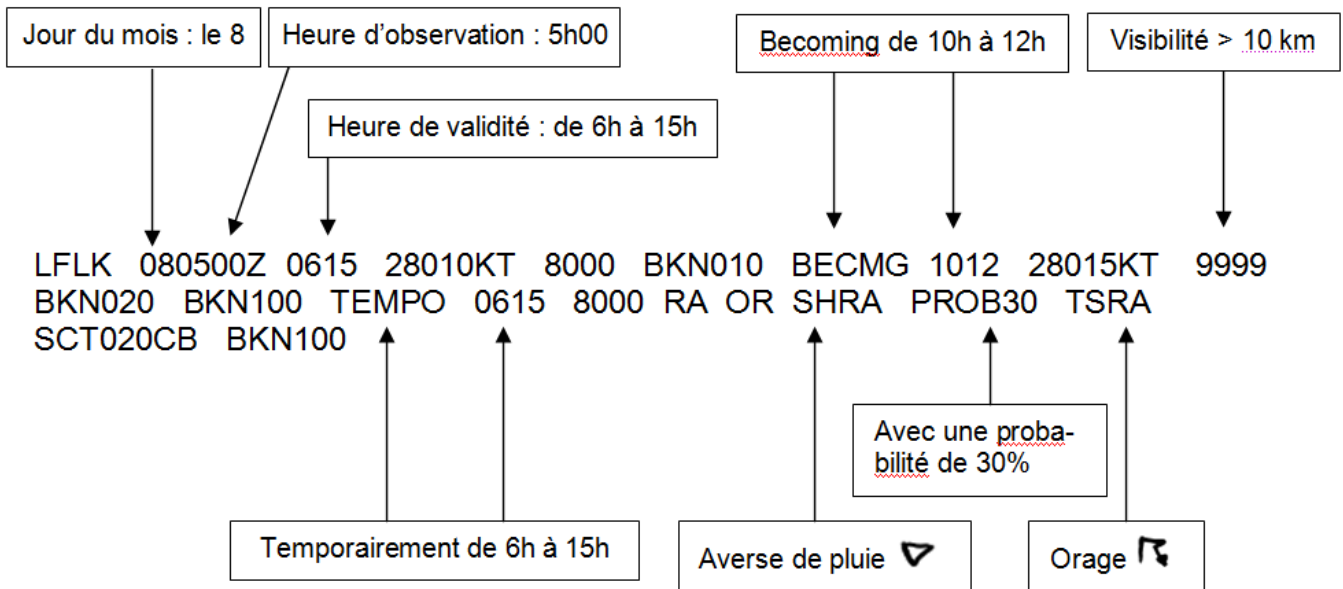 Jour du mois : le 8
Heure d’observation : 5h00
Becoming de 10h à 12h
Visibilité > 10 km
Heure de validité : de 6h à 15h
LFLK 080500Z 0615 28010KT 8000 BKN010 BECMG 1012 28015KT 9999
BKN020 BKN100 TEMPO 0615 8000 RA OR SHRA PROB30 TSRA
SCT020CB BKN100
Avec une proba-
bilité de 30%
Temporairement de 6h à 15h
Averse de pluie
Orage